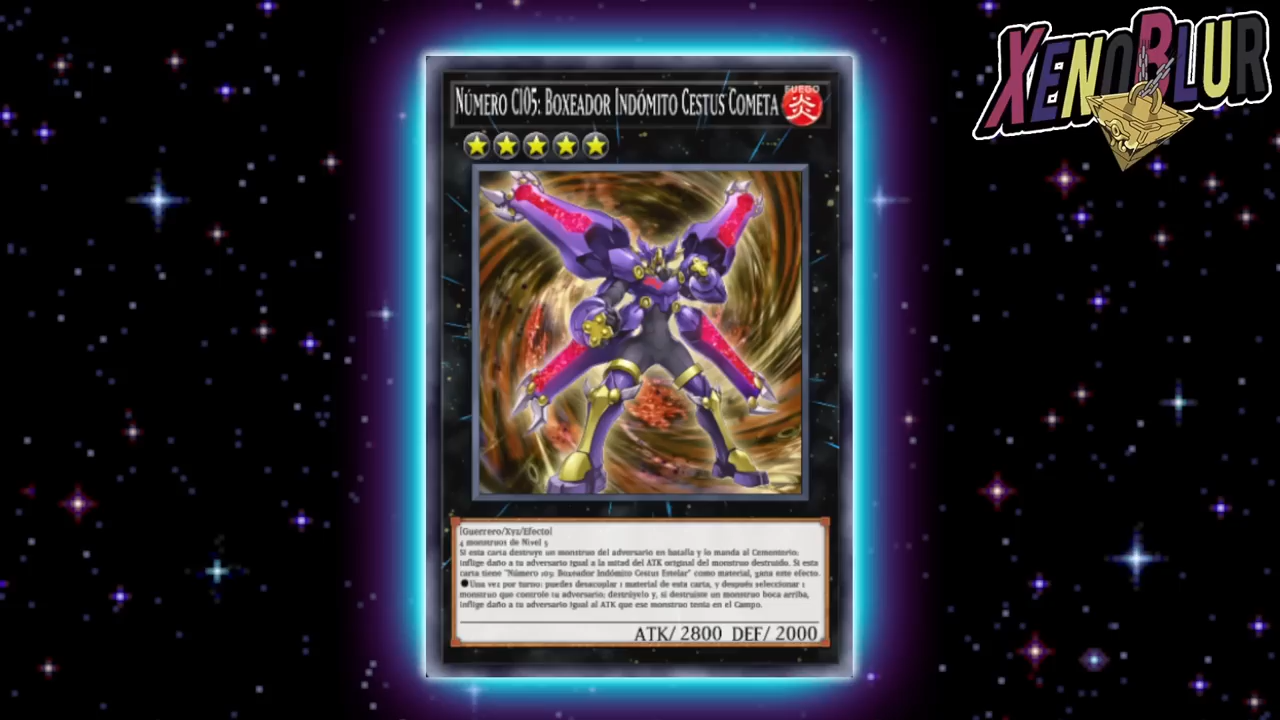 XENOBLUR
NÚMERO C105: BOXEADOR INDÓMITO CESTUS COMETA
FUEGO
炎
[Guerrero/Xyz/Efecto]
4 monstruos de Nivel 5
Si esta carta destruye un monstruo del adversario en batalla y lo manda al Cementerio:
inflige daño a tu adversario igual a la mitad del ATK original del monstruo destruido. Si esta
carta tiene "Número 105: Boxeador Indómito Cestus Estelar" como material, gana este efecto.
●Una vez por turno: puedes desacoplar 1 material de esta carta, y después seleccionar 1
monstruo que controle tu adversario; destrúyelo y, si destruiste un monstruo boca arriba,
inflige daño a tu adversario igual al ATK que ese monstruo tenía en el Campo.
ATK/ 2800 DEF/ 2000